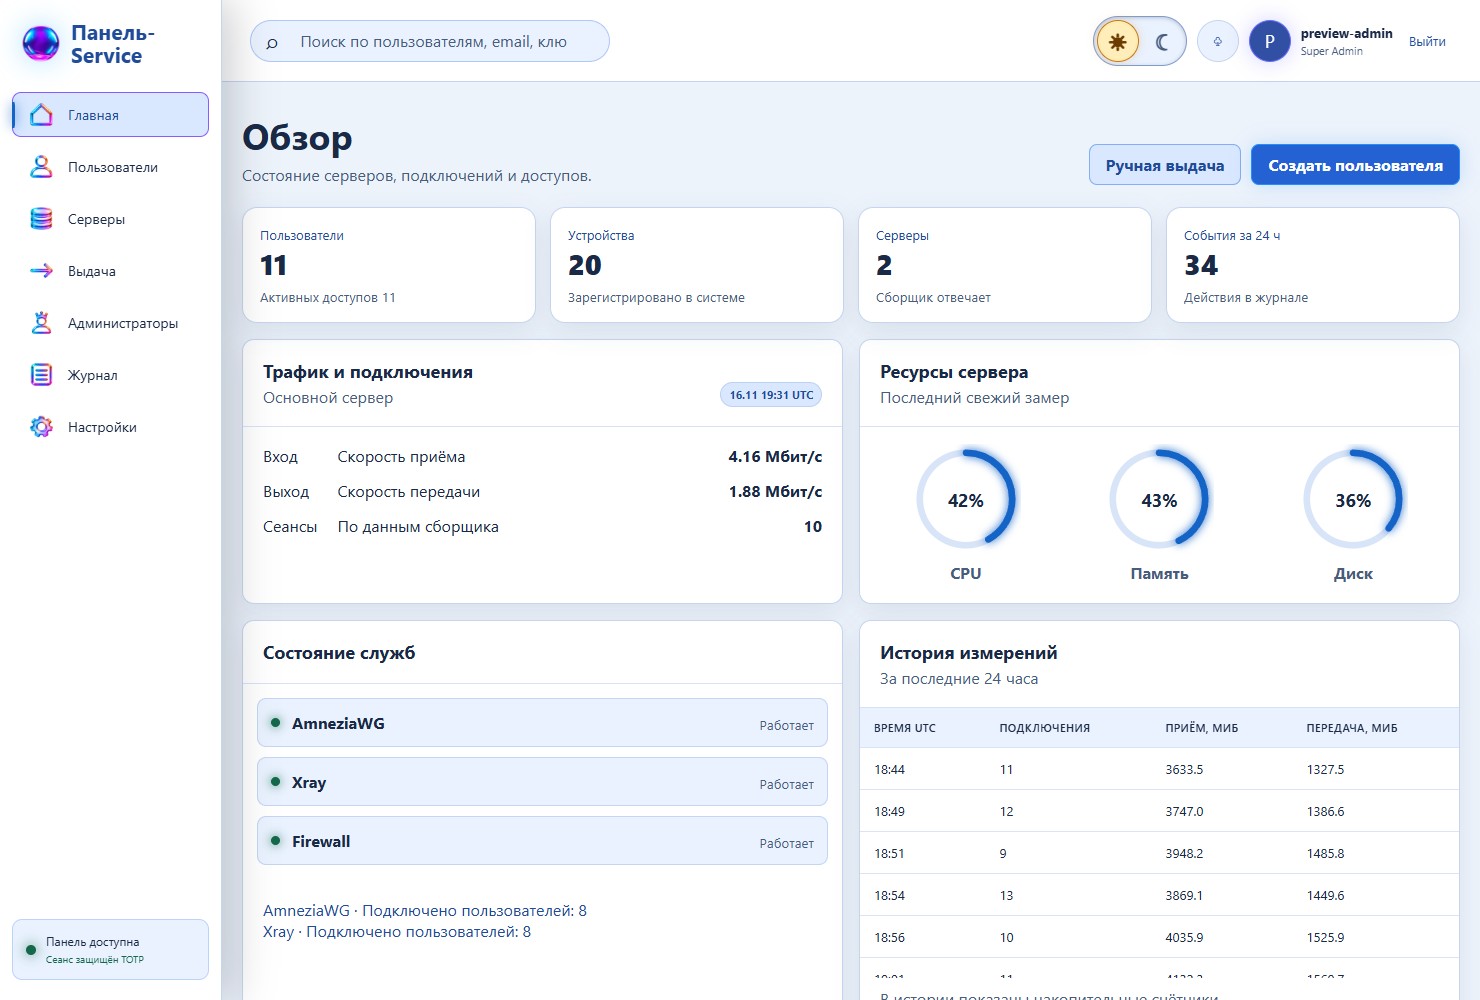 Панель-
Service
Поиск по пользователям, email, клю
P
preview-admin
Super Admin
Выйти
Главная
Пользователи
Серверы
Выдача
Администраторы
Журнал
Настройки
Панель доступна
Сеанс защищён TOTP
Обзор
Состояние серверов, подключений и доступов.
Ручная выдача
Создать пользователя
Пользователи
11
Активных доступов 11
Устройства
20
Зарегистрировано в системе
Серверы
2
Сборщик отвечает
События за 24 ч
34
Действия в журнале
Трафик и подключения
Основной сервер
16.11 19:31 UTC
Вход Скорость приёма 4.16 Мбит/с
Выход Скорость передачи 1.88 Мбит/с
Сеансы По данным сборщика 10
Ресурсы сервера
Последний свежий замер
42% 43% 36%
CPU Память Диск
Состояние служб
AmneziaWG Работает
Xray Работает
Firewall Работает
AmneziaWG · Подключено пользователей: 8
Xray · Подключено пользователей: 8
История измерений
За последние 24 часа
ВРЕМЯ UTC ПОДКЛЮЧЕНИЯ ПРИЁМ, МИБ ПЕРЕДАЧА, МИБ
18:44 11 3633.5 1327.5
18:49 12 3747.0 1386.6
18:51 9 3948.2 1485.8
18:54 13 3869.1 1449.6
18:56 10 4035.9 1525.9
В истории показаны накопительные счётчики